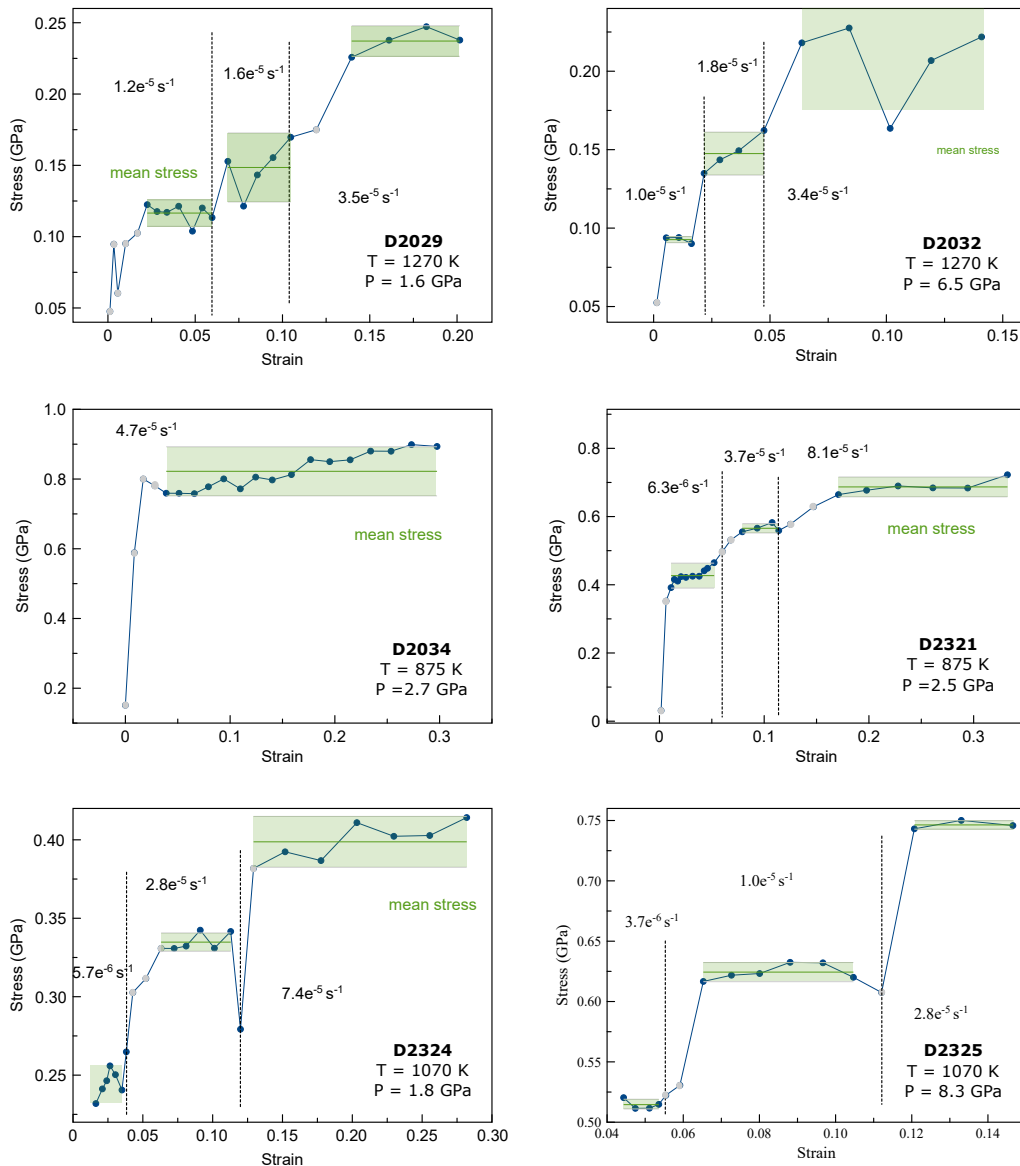 0.25
0.20
0.15
0.10
0.05
Stress (GPa)
1.2e⁻⁵ s⁻¹
1.6e⁻⁵ s⁻¹
mean stress
3.5e⁻⁵ s⁻¹
D2029
T = 1270 K
P = 1.6 GPa
0 0.05 0.10 0.15 0.20
Strain
0.20
0.15
0.10
0.05
Stress (GPa)
1.8e⁻⁵ s⁻¹
mean stress
1.0e⁻⁵ s⁻¹
3.4e⁻⁵ s⁻¹
D2032
T = 1270 K
P = 6.5 GPa
0 0.05 0.10 0.15
Strain
1.0
0.8
0.6
0.4
0.2
Stress (GPa)
4.7e⁻⁵ s⁻¹
mean stress
D2034
T = 875 K
P =2.7 GPa
0 0.1 0.2 0.3
Strain
0.8
0.6
0.4
0.2
0
Stress (GPa)
3.7e⁻⁵ s⁻¹
8.1e⁻⁵ s⁻¹
6.3e⁻⁶ s⁻¹
mean stress
D2321
T = 875 K
P =2.5 GPa
0 0.1 0.2 0.3
Strain
0.40
0.35
0.30
0.25
Stress (GPa)
2.8e⁻⁵ s⁻¹
mean stress
5.7e⁻⁶ s⁻¹
7.4e⁻⁵ s⁻¹
D2324
T = 1070 K
P = 1.8 GPa
0 0.05 0.10 0.15 0.20 0.25 0.30
Strain
0.75
0.70
0.65
0.60
0.55
0.50
Stress (GPa)
1.0e⁻⁵ s⁻¹
3.7e⁻⁶ s⁻¹
2.8e⁻⁵ s⁻¹
D2325
T = 1070 K
P = 8.3 GPa
0.04 0.06 0.08 0.10 0.12 0.14
Strain